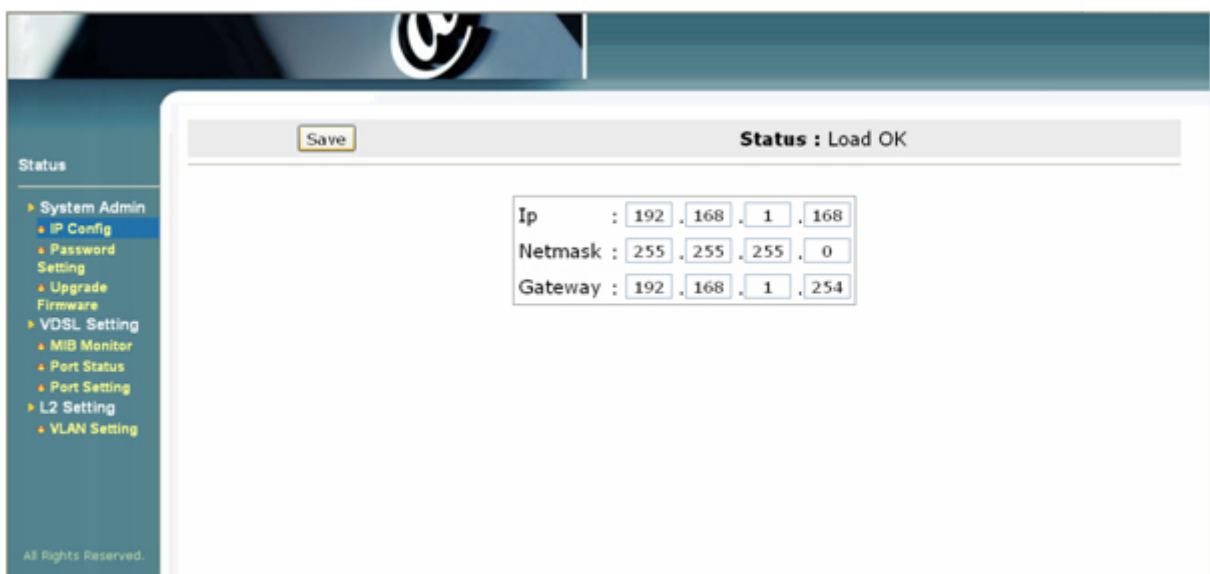 @
Save
Status : Load OK
Status
System Admin
IP Config
Password
Setting
Upgrade
Firmware
VDSL Setting
MIB Monitor
Port Status
Port Setting
L2 Setting
VLAN Setting
Ip : 192 . 168 . 1 . 168
Netmask : 255 . 255 . 255 . 0
Gateway : 192 . 168 . 1 . 254
All Rights Reserved.